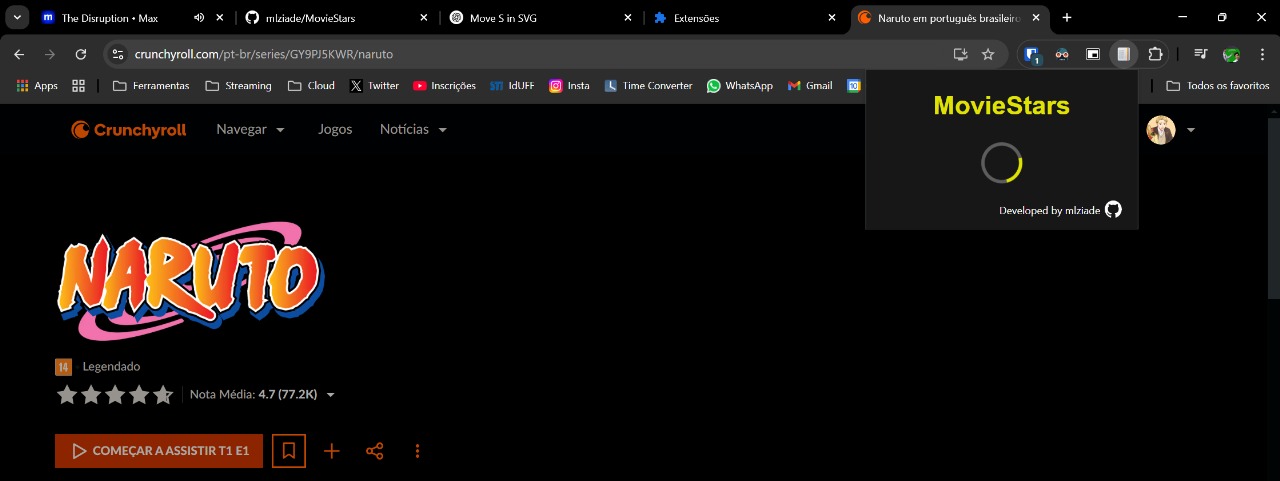 The Disruption • Max
mlziade/MovieStars
Move S in SVG
Extensões
Naruto em português brasileiro
crunchyroll.com/pt-br/series/GY9PJ5KWR/naruto
1
Apps
Ferramentas
Streaming
Cloud
Twitter
Inscrições
IdUFF
Insta
Time Converter
WhatsApp
Gmail
Todos os favoritos
MovieStars
Developed by mlziade
Crunchyroll
Navegar
Jogos
Notícias
NARUTO
14 Legendado
Nota Média: 4.7 (77.2K)
COMEÇAR A ASSISTIR T1 E1